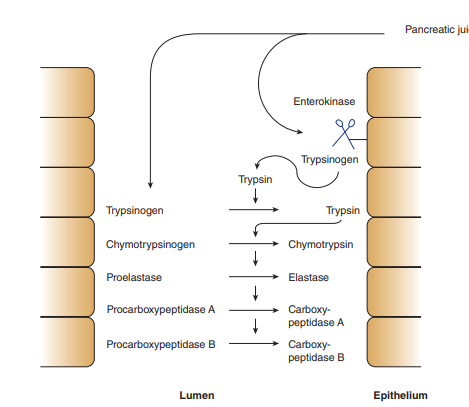 Pancreatic jui
Enterokinase
Trypsinogen
Trypsin
Trypsinogen
Trypsin
Chymotrypsinogen
Chymotrypsin
Proelastase
Elastase
Procarboxypeptidase A
Carboxy-
peptidase A
Procarboxypeptidase B
Carboxy-
peptidase B
Lumen
Epithelium